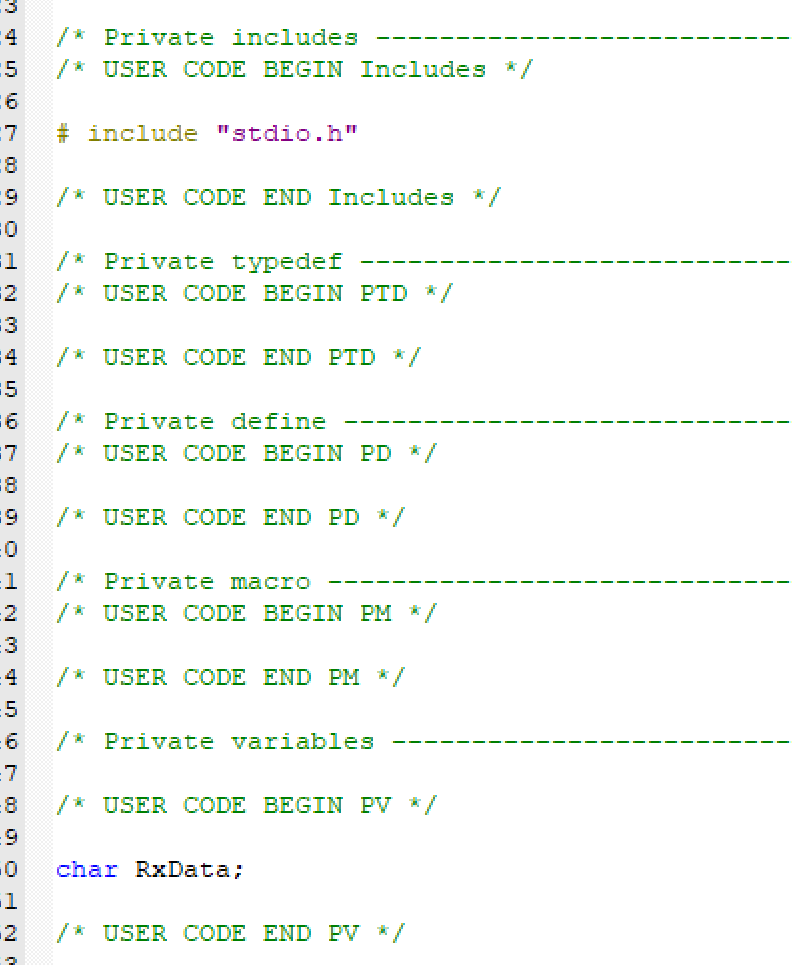 3
4 /* Private includes --------------------------
5 /* USER CODE BEGIN Includes */
6
7 # include "stdio.h"
8
9 /* USER CODE END Includes */
0
1 /* Private typedef ---------------------------
2 /* USER CODE BEGIN PTD */
3
4 /* USER CODE END PTD */
5
6 /* Private define ----------------------------
7 /* USER CODE BEGIN PD */
8
9 /* USER CODE END PD */
0
1 /* Private macro -----------------------------
2 /* USER CODE BEGIN PM */
3
4 /* USER CODE END PM */
5
6 /* Private variables -------------------------
7
8 /* USER CODE BEGIN PV */
9
0 char RxData;
1
2 /* USER CODE END PV */
3